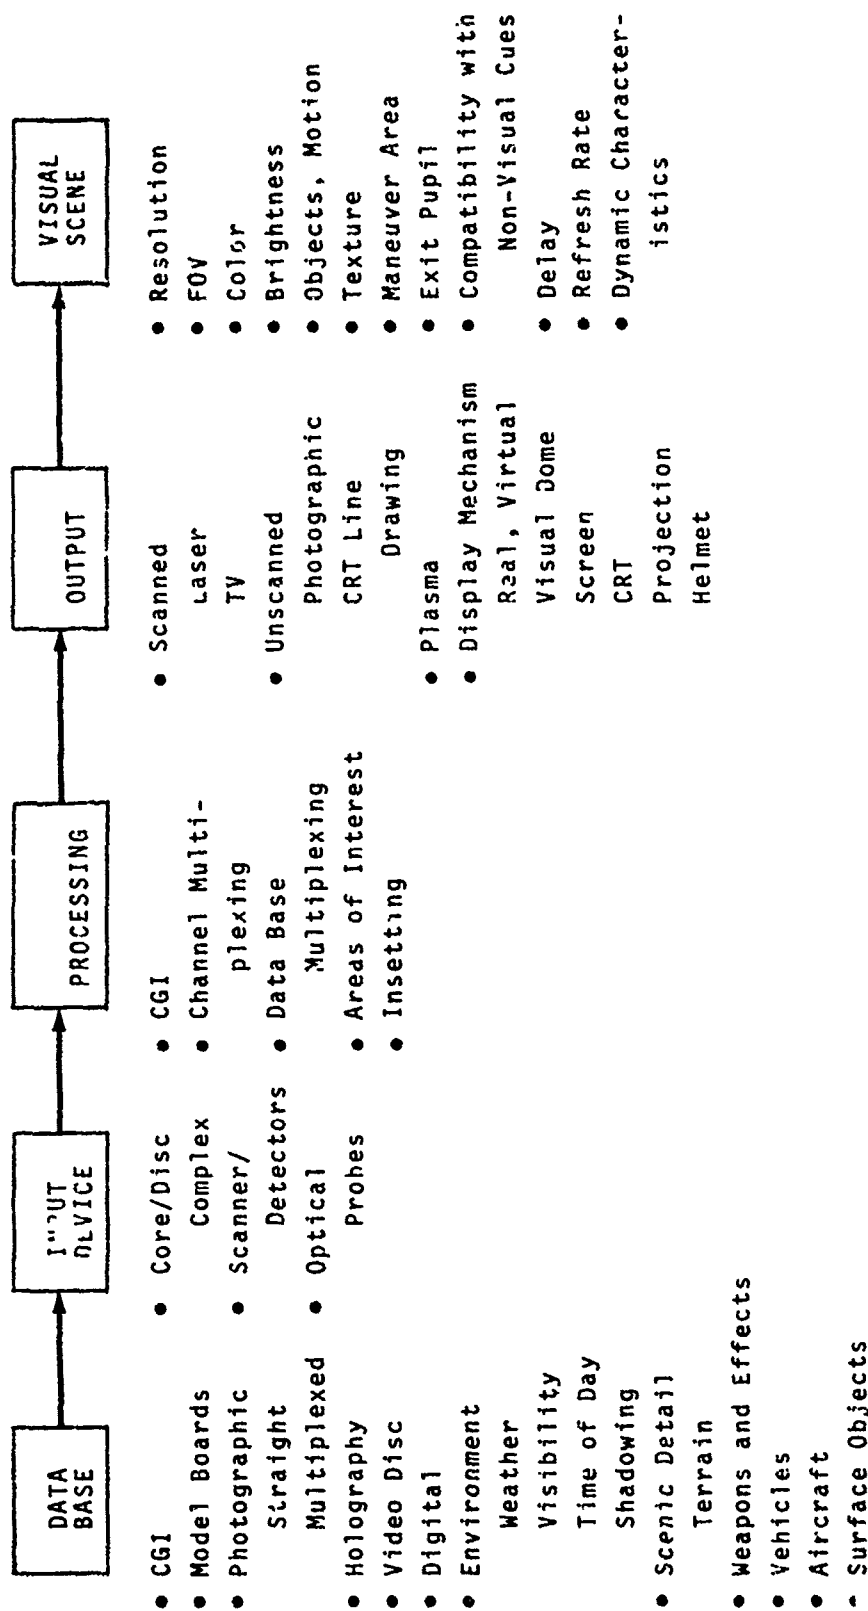 DATA
BASE
• CGI
• Model Boards
• Photographic
Straight
Multiplexed
• Holography
• Video Disc
• Digital
• Environment
Weather
Visibility
Time of Day
Shadowing
• Scenic Detail
Terrain
• Weapons and Effects
• Vehicles
• Aircraft
• Surface Objects
INPUT
DEVICE
• Core/Disc
Complex
• Scanner/
Detectors
• Optical
Probes
PROCESSING
• CGI
• Channel Multi-
plexing
• Data Base
Multiplexing
• Areas of Interest
• Insetting
OUTPUT
• Scanned
Laser
TV
• Unscanned
Photographic
CRT Line
Drawing
• Plasma
• Display Mechanism
Real, Virtual
Visual Dome
Screen
CRT
Projection
Helmet
VISUAL
SCENE
• Resolution
• FOV
• Color
• Brightness
• Objects, Motion
• Texture
• Maneuver Area
• Exit Pupil
• Compatibility with
Non-Visual Cues
• Delay
• Refresh Rate
• Dynamic Character-
istics